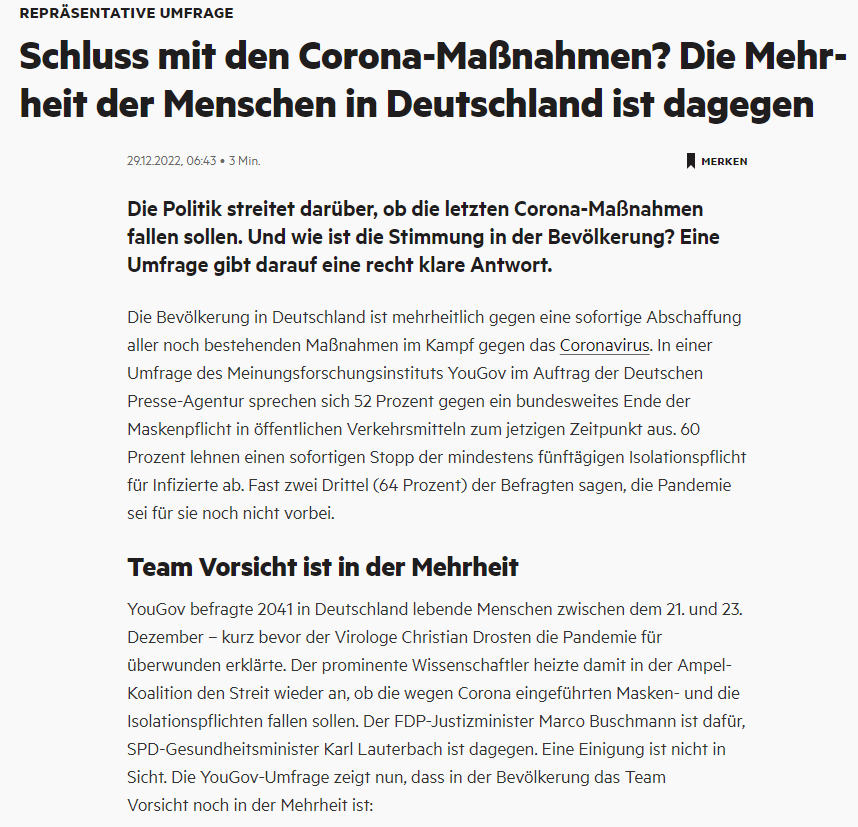 REPRÄSENTATIVE UMFRAGE
Schluss mit den Corona-Maßnahmen? Die Mehr-
heit der Menschen in Deutschland ist dagegen
29.12.2022, 06:43 • 3 Min.
MERKEN
Die Politik streitet darüber, ob die letzten Corona-Maßnahmen
fallen sollen. Und wie ist die Stimmung in der Bevölkerung? Eine
Umfrage gibt darauf eine recht klare Antwort.
Die Bevölkerung in Deutschland ist mehrheitlich gegen eine sofortige Abschaffung
aller noch bestehenden Maßnahmen im Kampf gegen das Coronavirus. In einer
Umfrage des Meinungsforschungsinstituts YouGov im Auftrag der Deutschen
Presse-Agentur sprechen sich 52 Prozent gegen ein bundesweites Ende der
Maskenpflicht in öffentlichen Verkehrsmitteln zum jetzigen Zeitpunkt aus. 60
Prozent lehnen einen sofortigen Stopp der mindestens fünftägigen Isolationspflicht
für Infizierte ab. Fast zwei Drittel (64 Prozent) der Befragten sagen, die Pandemie
sei für sie noch nicht vorbei.
Team Vorsicht ist in der Mehrheit
YouGov befragte 2041 in Deutschland lebende Menschen zwischen dem 21. und 23.
Dezember – kurz bevor der Virologe Christian Drosten die Pandemie für
überwunden erklärte. Der prominente Wissenschaftler heizte damit in der Ampel-
Koalition den Streit wieder an, ob die wegen Corona eingeführten Masken- und die
Isolationspflichten fallen sollen. Der FDP-Justizminister Marco Buschmann ist dafür,
SPD-Gesundheitsminister Karl Lauterbach ist dagegen. Eine Einigung ist nicht in
Sicht. Die YouGov-Umfrage zeigt nun, dass in der Bevölkerung das Team
Vorsicht noch in der Mehrheit ist: